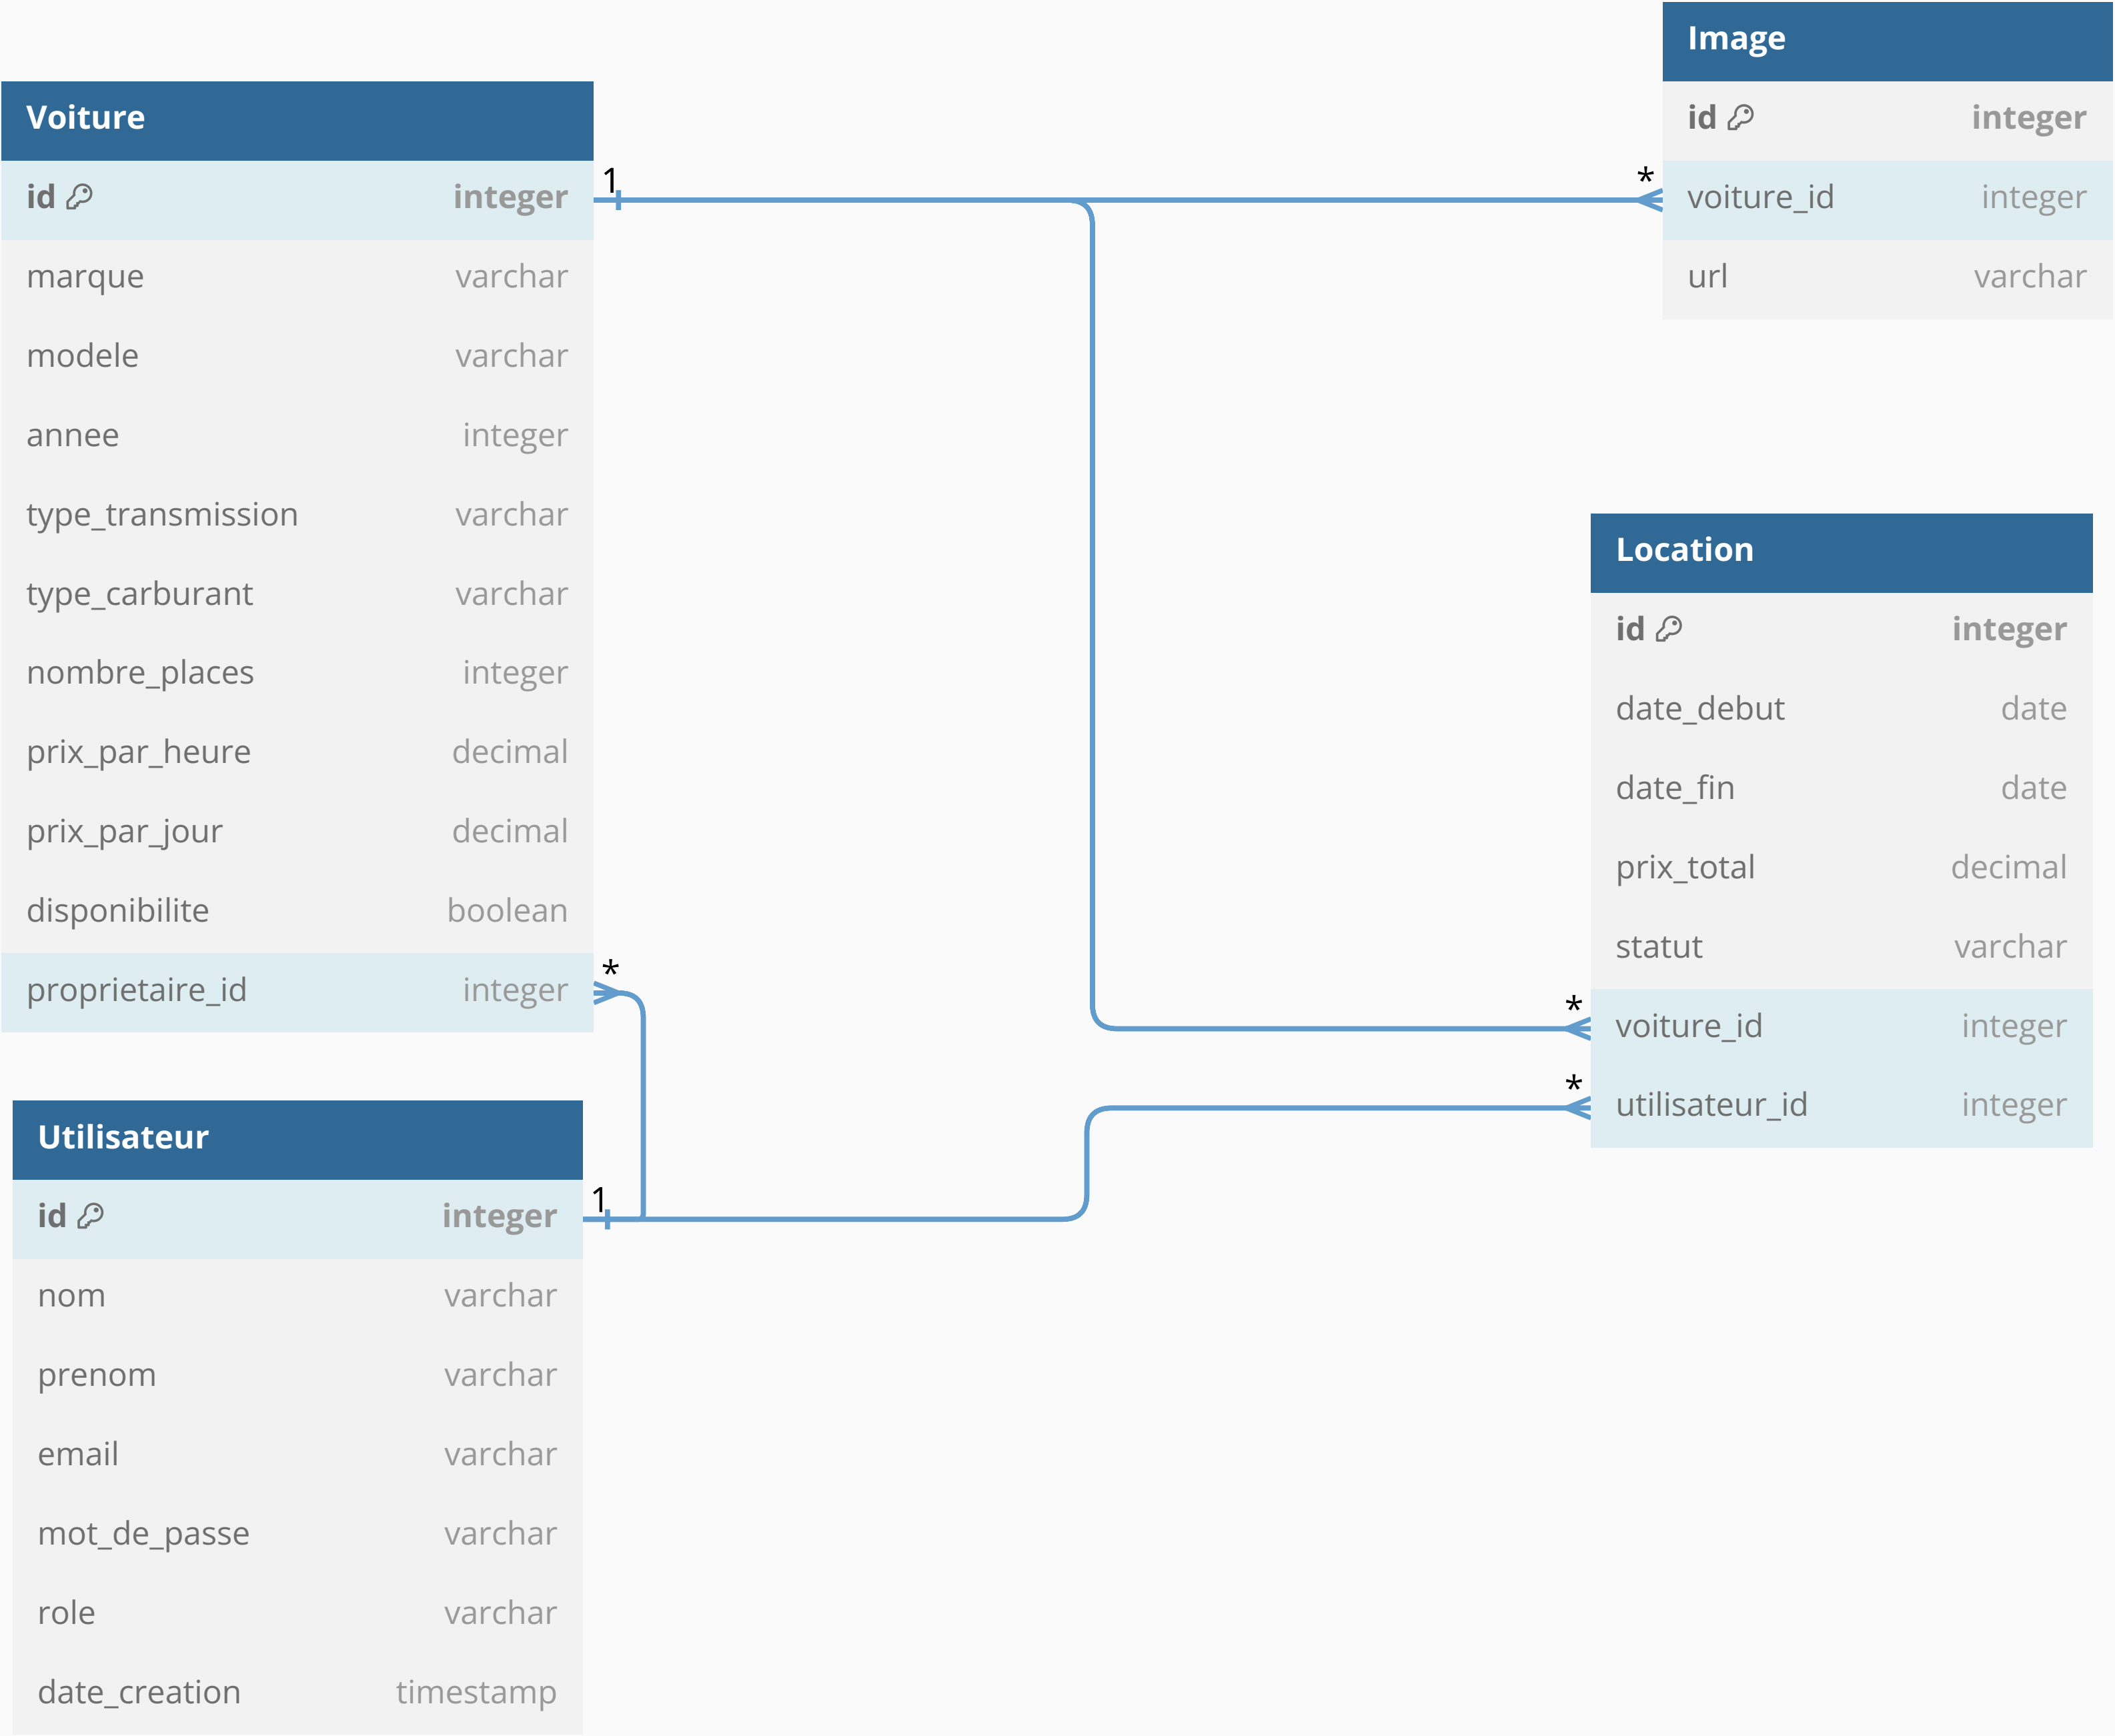 Voiture
id integer
marque varchar
modele varchar
annee integer
type_transmission varchar
type_carburant varchar
nombre_places integer
prix_par_heure decimal
prix_par_jour decimal
disponibilite boolean
proprietaire_id integer
1
*
Image
id integer
voiture_id integer
url varchar
*
Location
id integer
date_debut date
date_fin date
prix_total decimal
statut varchar
voiture_id integer
utilisateur_id integer
*
*
Utilisateur
id integer
nom varchar
prenom varchar
email varchar
mot_de_passe varchar
role varchar
date_creation timestamp
1